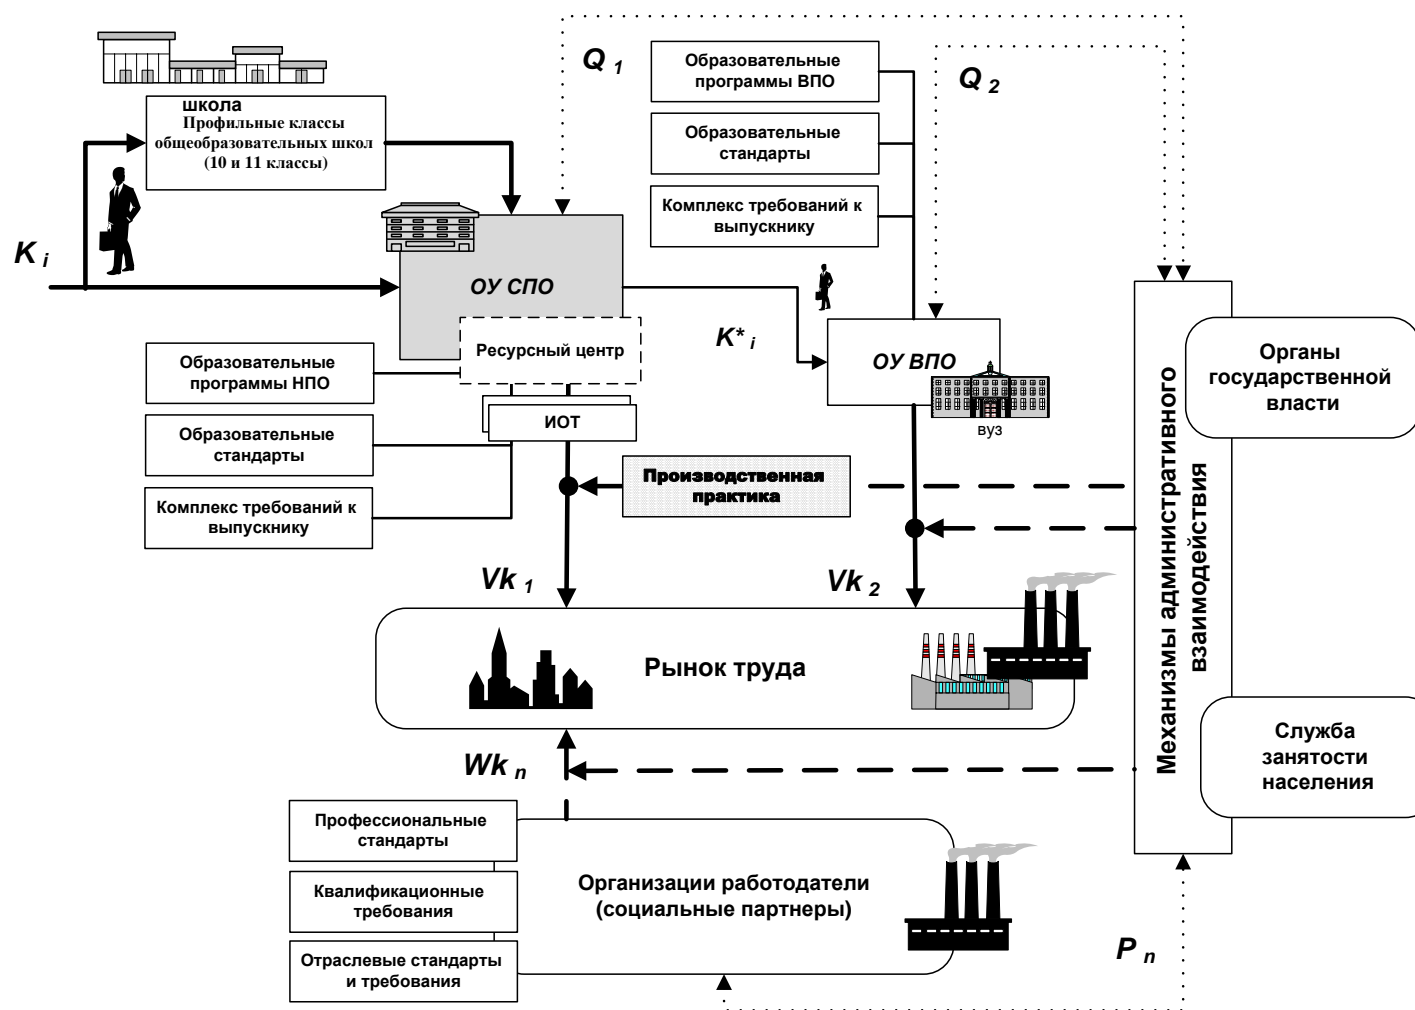 школа
Профильные классы
общеобразовательных школ
(10 и 11 классы)
Q 1
Образовательные
программы ВПО
Q 2
Образовательные
стандарты
Комплекс требований к
выпускнику
K i
ОУ СПО
Ресурсный центр
K* i
ОУ ВПО
вуз
Органы
государственной
власти
Образовательные
программы НПО
ИОТ
Образовательные
стандарты
Производственная
практика
Комплекс требований к
выпускнику
Механизмы административного
взаимодействия
Vk 1
Vk 2
Рынок труда
Служба
занятости
населения
Wk n
Профессиональные
стандарты
Квалификационные
требования
Организации работодатели
(социальные партнеры)
Отраслевые стандарты
и требования
P n